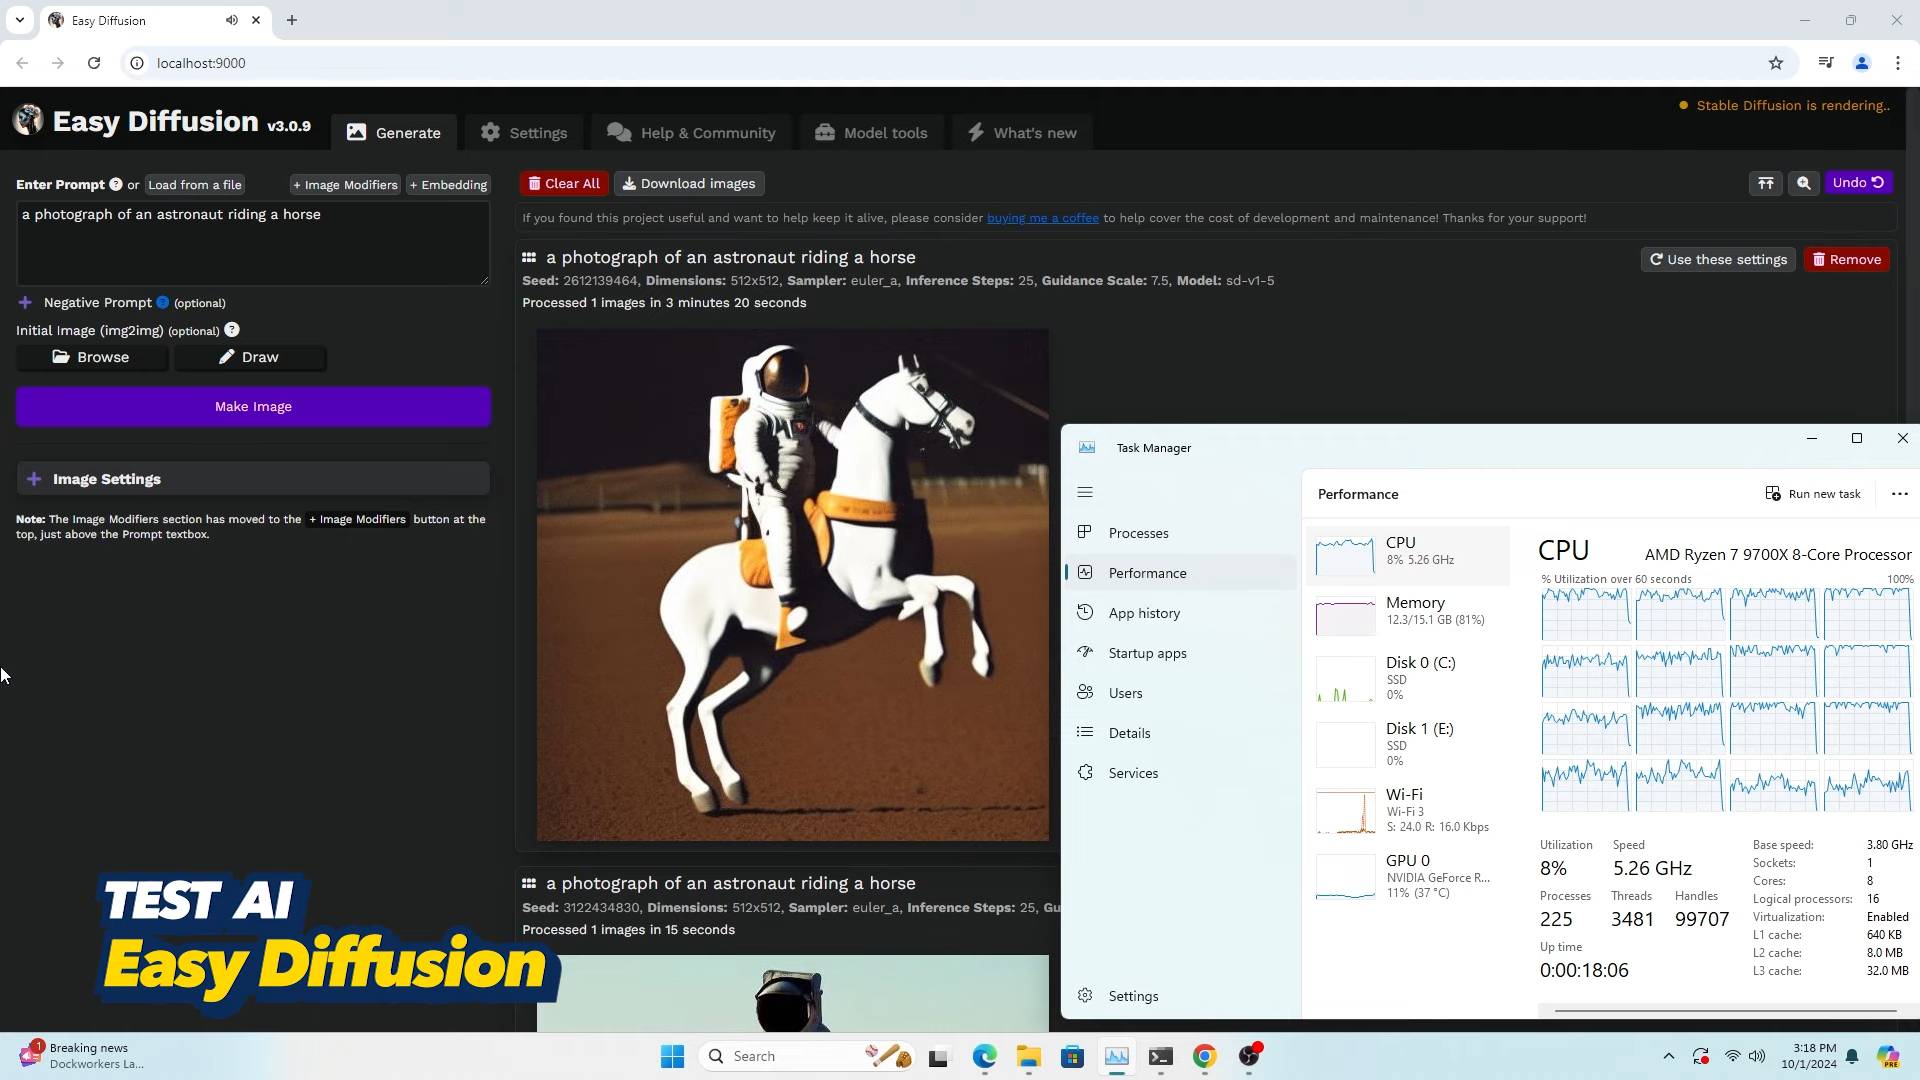 Easy Diffusion
localhost:9000
Easy Diffusion v3.0.9
Generate
Settings
Help & Community
Model tools
What's new
Stable Diffusion is rendering..
Enter Prompt ? or Load from a file
+ Image Modifiers
+ Embedding
a photograph of an astronaut riding a horse
+ Negative Prompt ? (optional)
Initial Image (img2img) (optional) ?
Browse
Draw
Make Image
+ Image Settings
Note: The Image Modifiers section has moved to the + Image Modifiers button at the
top, just above the Prompt textbox.
Clear All
Download images
Undo
If you found this project useful and want to help keep it alive, please consider buying me a coffee to help cover the cost of development and maintenance! Thanks for your support!
a photograph of an astronaut riding a horse
Use these settings
Remove
Seed: 2612139464, Dimensions: 512x512, Sampler: euler_a, Inference Steps: 25, Guidance Scale: 7.5, Model: sd-v1-5
Processed 1 images in 3 minutes 20 seconds
a photograph of an astronaut riding a horse
Seed: 3122434830, Dimensions: 512x512, Sampler: euler_a, Inference Steps: 25, Gu
Processed 1 images in 15 seconds
Task Manager
Processes
Performance
App history
Startup apps
Users
Details
Services
Settings
Performance
Run new task
CPU
8% 5.26 GHz
Memory
12.3/15.1 GB (81%)
Disk 0 (C:)
SSD
0%
Disk 1 (E:)
SSD
0%
Wi-Fi
Wi-Fi 3
S: 24.0 R: 16.0 Kbps
GPU 0
NVIDIA GeForce R...
11% (37 °C)
CPU
AMD Ryzen 7 9700X 8-Core Processor
% Utilization over 60 seconds
100%
Utilization
Speed
8%
5.26 GHz
Processes
Threads
Handles
225
3481
99707
Up time
0:00:18:06
Base speed: 3.80 GHz
Sockets: 1
Cores: 8
Logical processors: 16
Virtualization: Enabled
L1 cache: 640 KB
L2 cache: 8.0 MB
L3 cache: 32.0 MB
TEST AI
Easy Diffusion
1
Breaking news
Dockworkers La...
Search
3:18 PM
10/1/2024
PRE